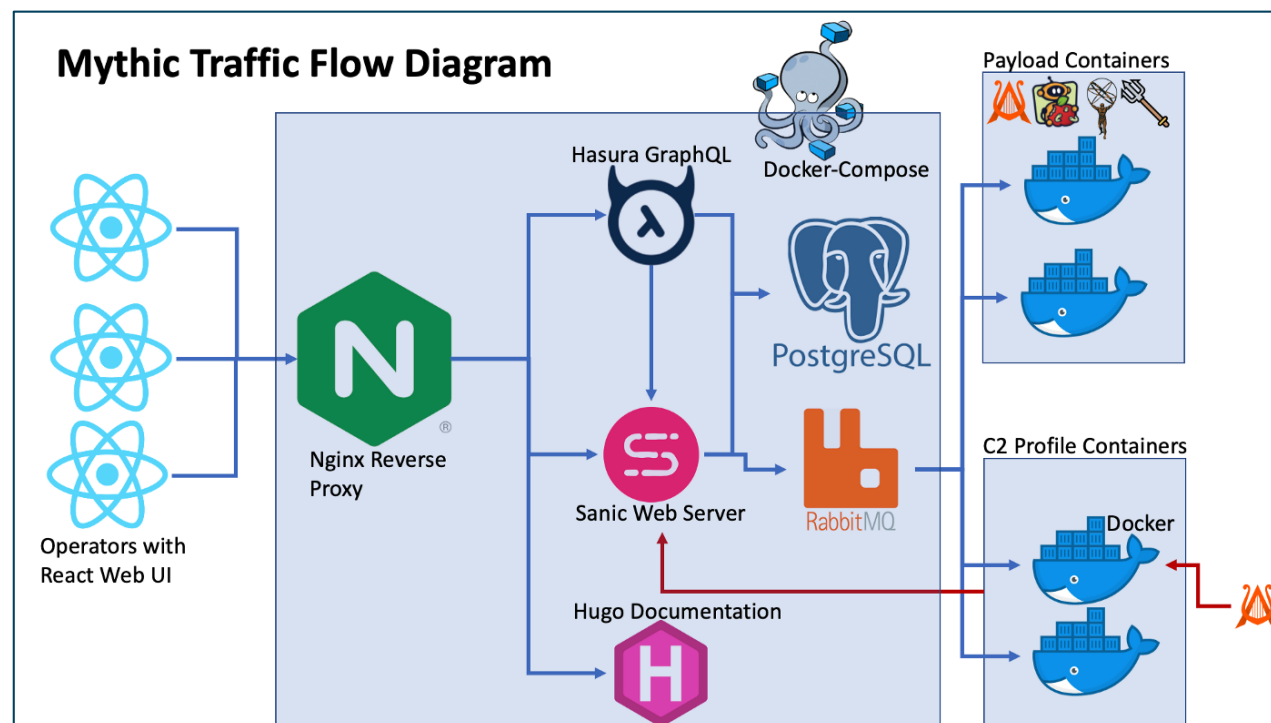 Mythic Traffic Flow Diagram
Payload Containers
Hasura GraphQL
Docker-Compose
N
®
PostgreSQL
Nginx Reverse
Proxy
C2 Profile Containers
Sanic Web Server
RabbitMQ
Docker
Operators with
React Web UI
Hugo Documentation
H